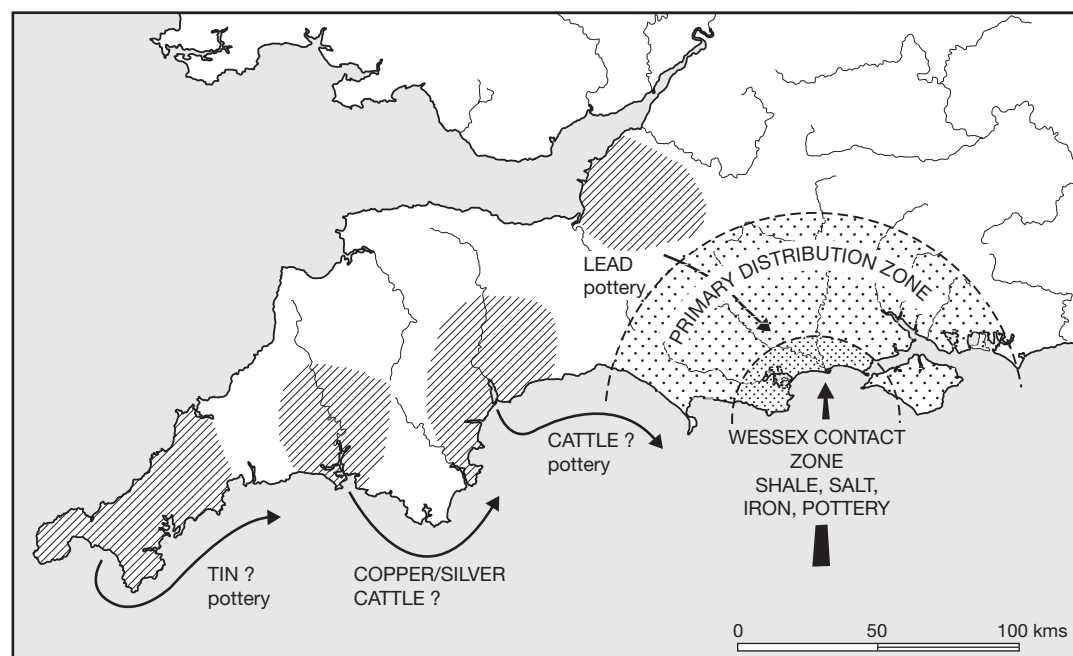 LEAD
pottery
PRIMARY DISTRIBUTION ZONE
CATTLE ?
pottery
WESSEX CONTACT
ZONE
SHALE, SALT,
IRON, POTTERY
TIN ?
pottery
COPPER/SILVER
CATTLE ?
0 50 100 kms